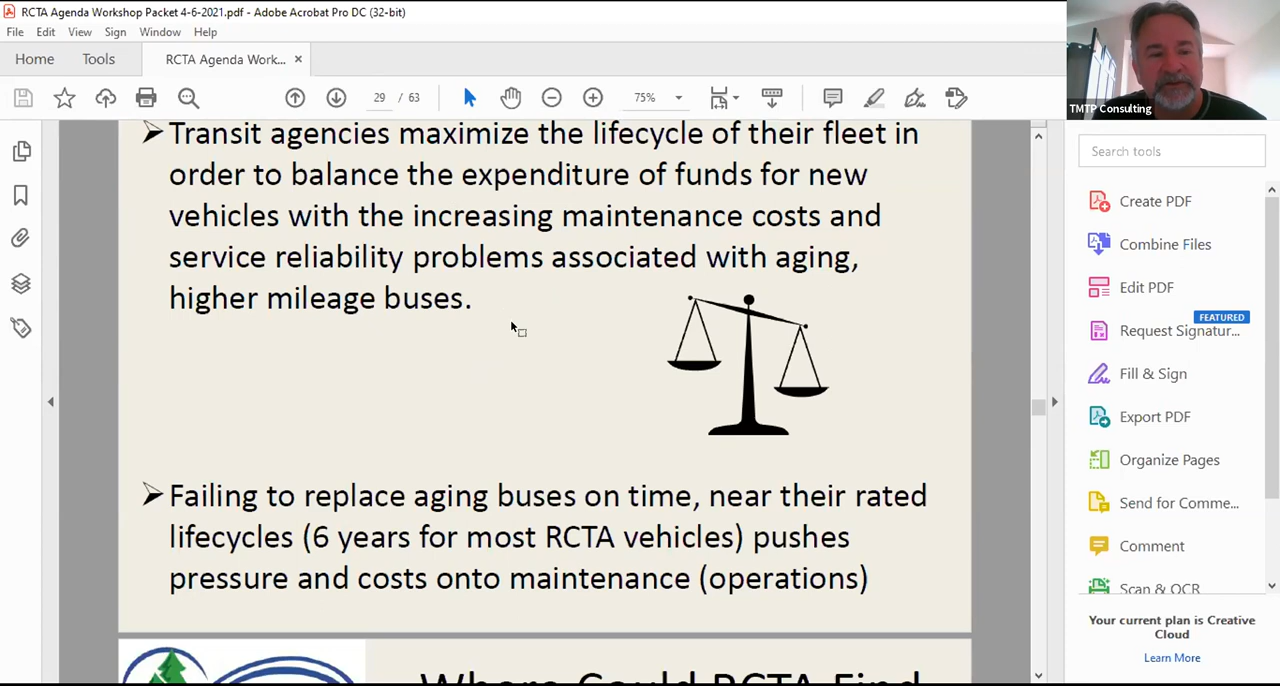 RCTA Agenda Workshop Packet 4-6-2021.pdf - Adobe Acrobat Pro DC (32-bit)
File Edit View Sign Window Help
Home Tools RCTA Agenda Work... ×
29 / 63 75%
TMTP Consulting
Transit agencies maximize the lifecycle of their fleet in
order to balance the expenditure of funds for new
vehicles with the increasing maintenance costs and
service reliability problems associated with aging,
higher mileage buses.
Failing to replace aging buses on time, near their rated
lifecycles (6 years for most RCTA vehicles) pushes
pressure and costs onto maintenance (operations)
Where Could RCTA Find
Search tools
Create PDF
Combine Files
Edit PDF
FEATURED
Request Signatur...
Fill & Sign
Export PDF
Organize Pages
Send for Comme...
Comment
Scan & OCR
Your current plan is Creative
Cloud
Learn More